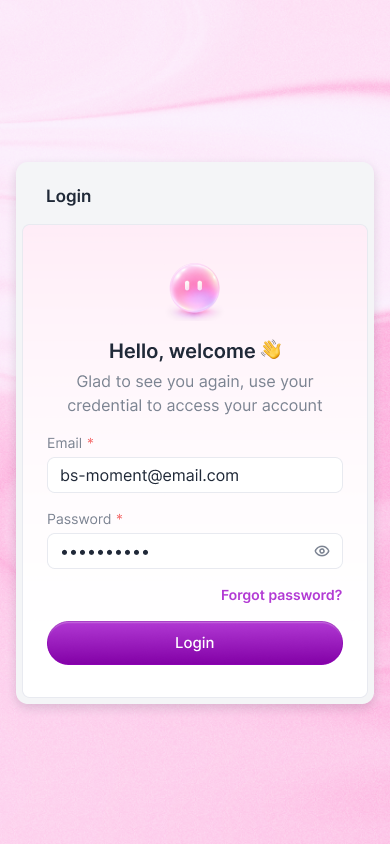 Login
Hello, welcome 👋
Glad to see you again, use your
credential to access your account
Email *
bs-moment@email.com
Password *
••••••••••
Forgot password?
Login